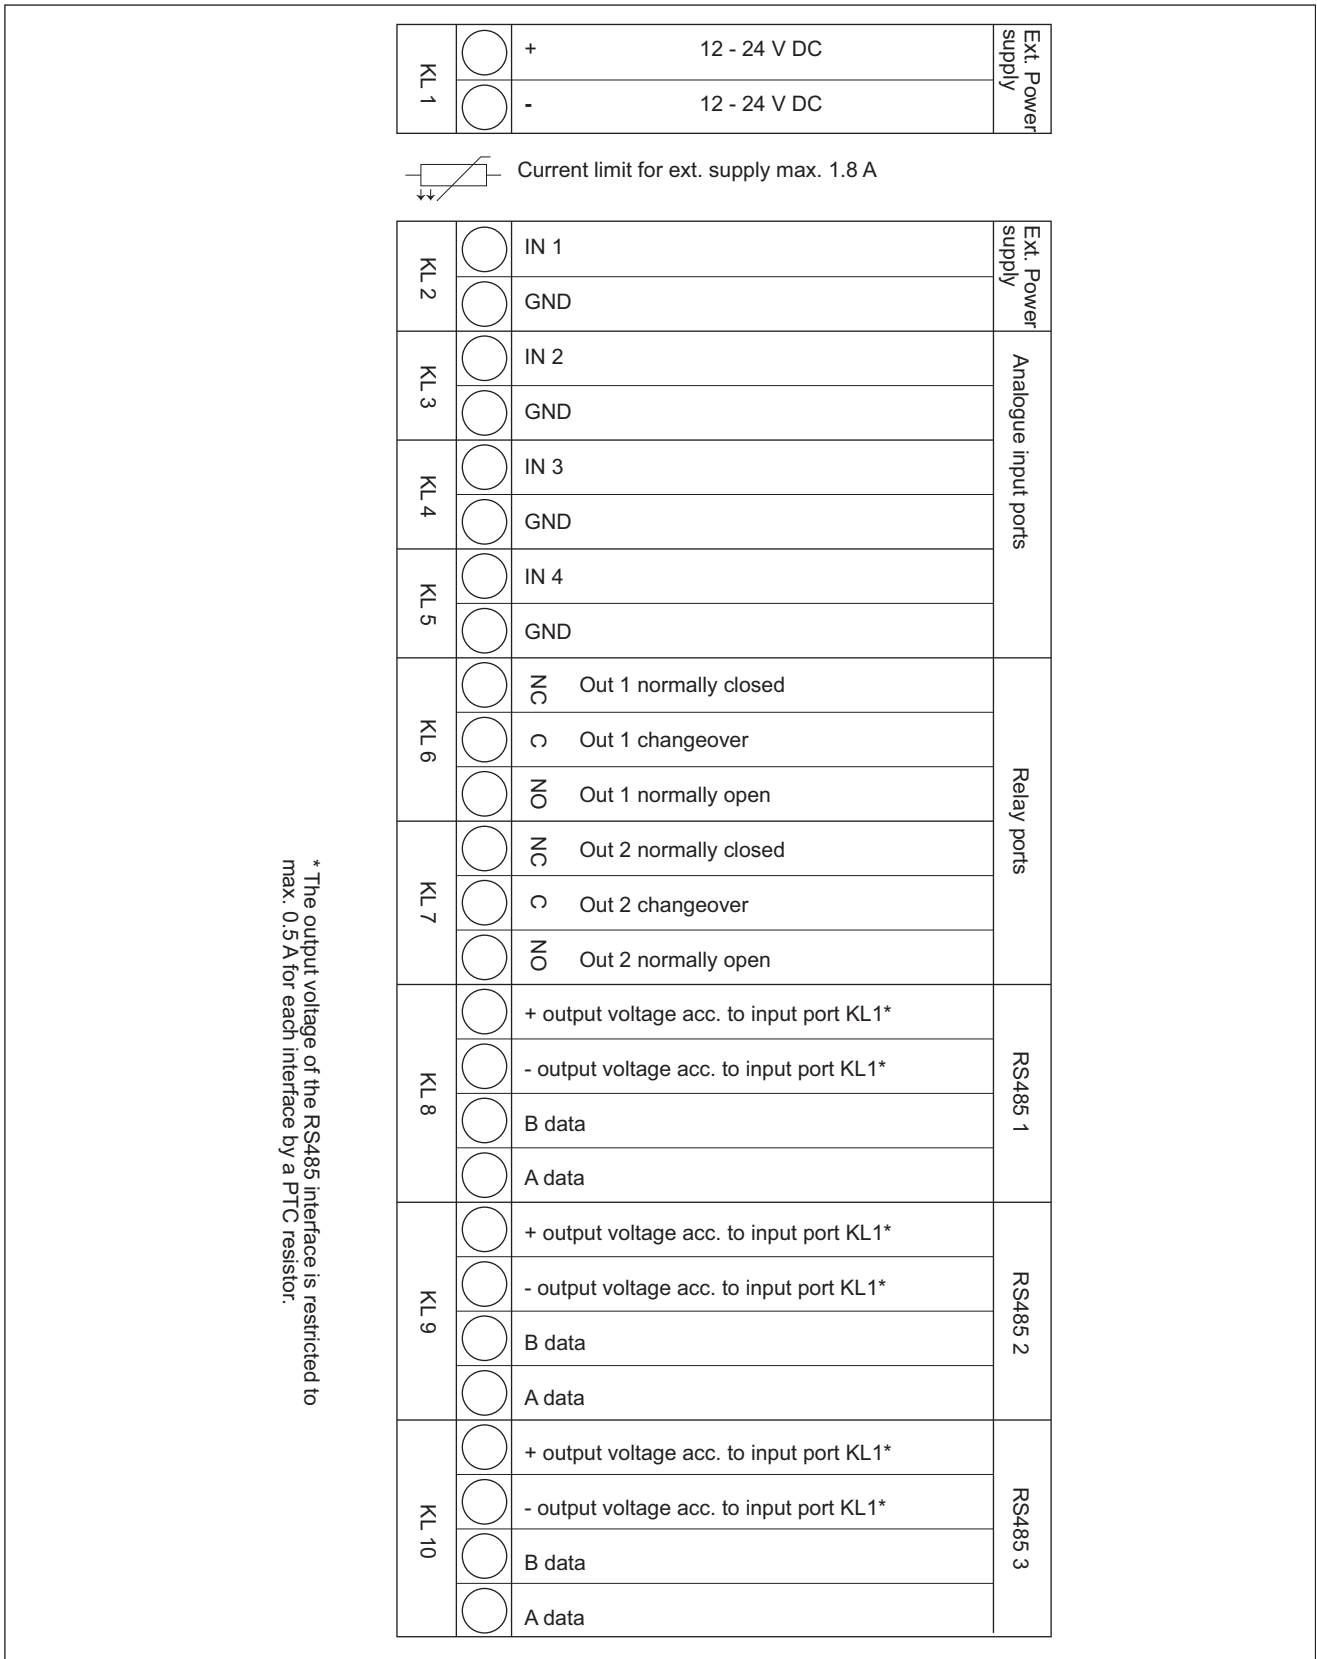 KL 1
+ 12 - 24 V DC
- 12 - 24 V DC
Ext. Power
supply
Current limit for ext. supply max. 1.8 A
KL 2
IN 1
GND
Ext. Power
supply
KL 3
IN 2
GND
KL 4
IN 3
GND
KL 5
IN 4
GND
Analogue input ports
KL 6
NC Out 1 normally closed
C Out 1 changeover
NO Out 1 normally open
KL 7
NC Out 2 normally closed
C Out 2 changeover
NO Out 2 normally open
Relay ports
KL 8
+ output voltage acc. to input port KL1*
- output voltage acc. to input port KL1*
B data
A data
RS485 1
KL 9
+ output voltage acc. to input port KL1*
- output voltage acc. to input port KL1*
B data
A data
RS485 2
KL 10
+ output voltage acc. to input port KL1*
- output voltage acc. to input port KL1*
B data
A data
RS485 3
* The output voltage of the RS485 interface is restricted to
max. 0.5 A for each interface by a PTC resistor.